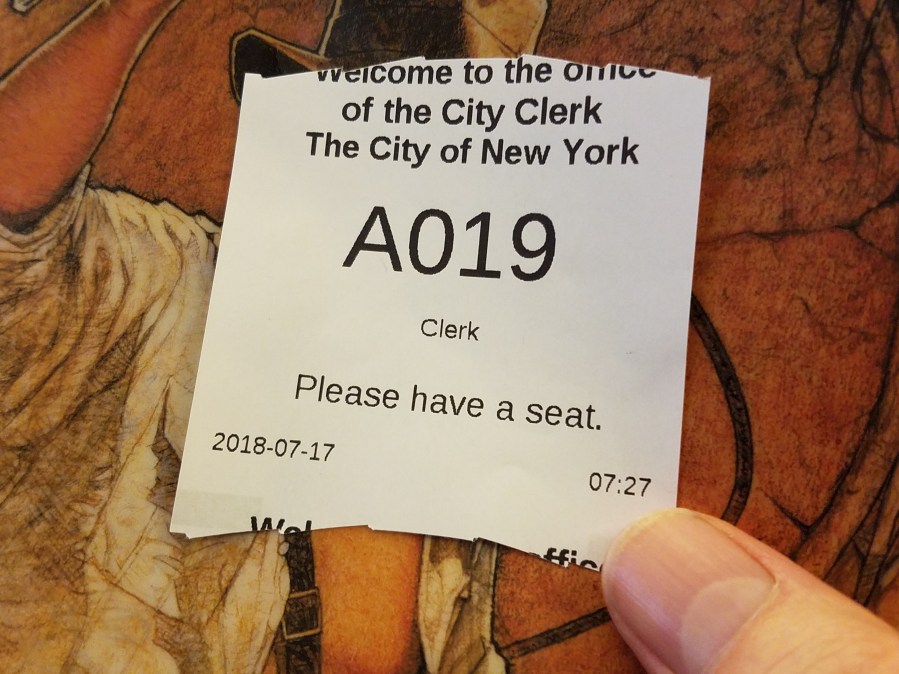 Welcome to the office
of the City Clerk
The City of New York
A019
Clerk
Please have a seat.
2018-07-17
07:27